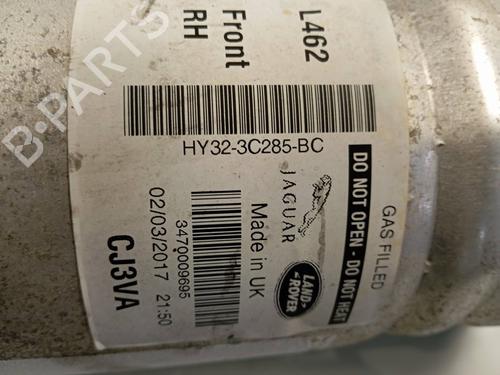 L462
Front
RH
HY32-3C285-BC
JAGUAR
LAND-
ROVER
Made in UK
3470009695
02/03/2017 21:50
CJ3VA
GAS FILLED
DO NOT OPEN - DO NOT HEAT
B-PARTS